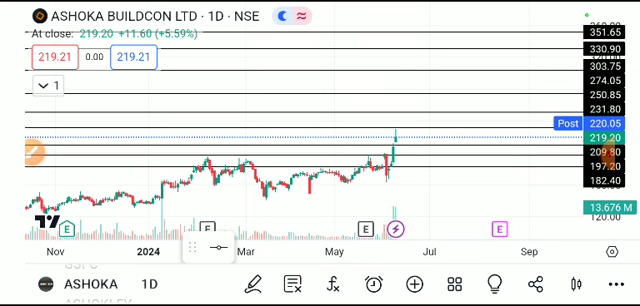 ASHOKA BUILDCON LTD · 1D · NSE
At close: 219.20 +11.60 (+5.59%)
219.21 0.00 219.21
1
351.65
330.90
303.75
274.05
250.85
231.80
Post 220.05
219.20
209.80
197.20
182.40
13.676 M
120.00
E E E E
Nov 2024 Mar May Jul Sep
ASHOKA 1D